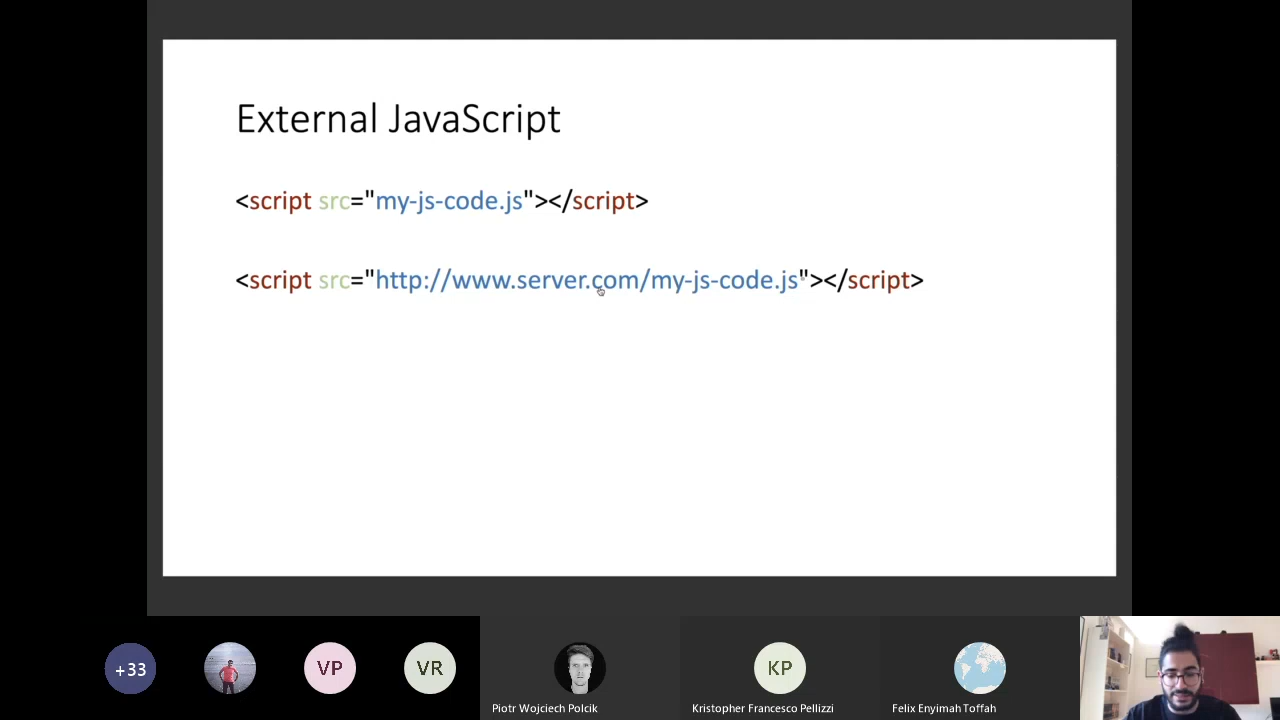 External JavaScript
<script src="my-js-code.js"></script>
<script src="http://www.server.com/my-js-code.js"></script>
+33
VP
VR
KP
Piotr Wojciech Polcik
Kristopher Francesco Pellizzi
Felix Enyimah Toffah